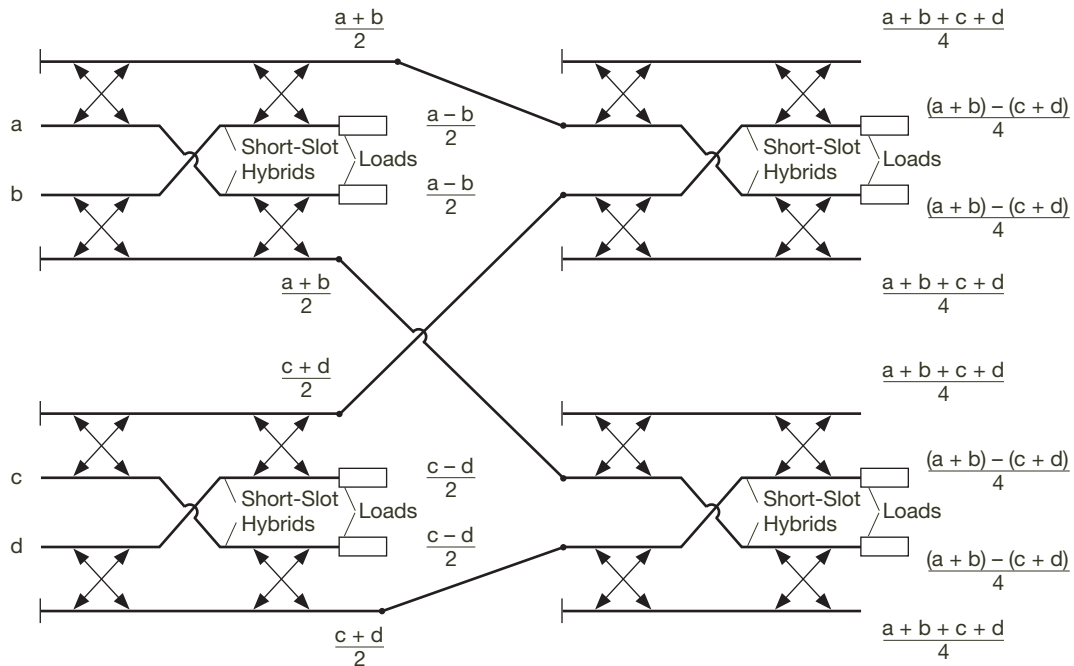 a + b
2
a + b + c + d
4
a
a – b
2
(a + b) – (c + d)
4
Short-Slot
Hybrids
Loads
Short-Slot
Hybrids
Loads
b
a – b
2
(a + b) – (c + d)
4
a + b
2
a + b + c + d
4
c + d
2
a + b + c + d
4
c
c – d
2
(a + b) – (c + d)
4
Short-Slot
Hybrids
Loads
Short-Slot
Hybrids
Loads
d
c – d
2
(a + b) – (c + d)
4
c + d
2
a + b + c + d
4